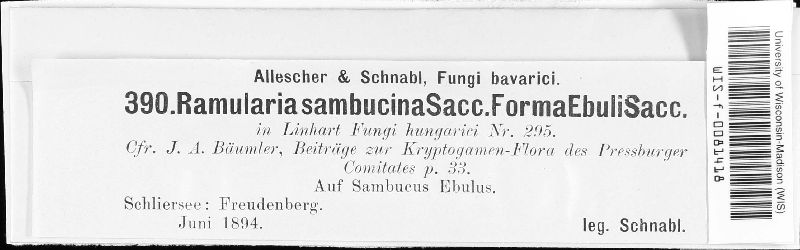 Allescher & Schnabl, Fungi bavarici.
390. Ramularia sambucina Sacc. Forma Ebuli Sacc.
in Linhart Fungi hungarici Nr. 295.
Cfr. J. A. Bäumler, Beiträge zur Kryptogamen-Flora des Pressburger
Comitates p. 33.
Auf Sambucus Ebulus.
Schliersee: Freudenberg.
Juni 1894.
leg. Schnabl.
University of Wisconsin-Madison (WIS)
WIS-f-0081418